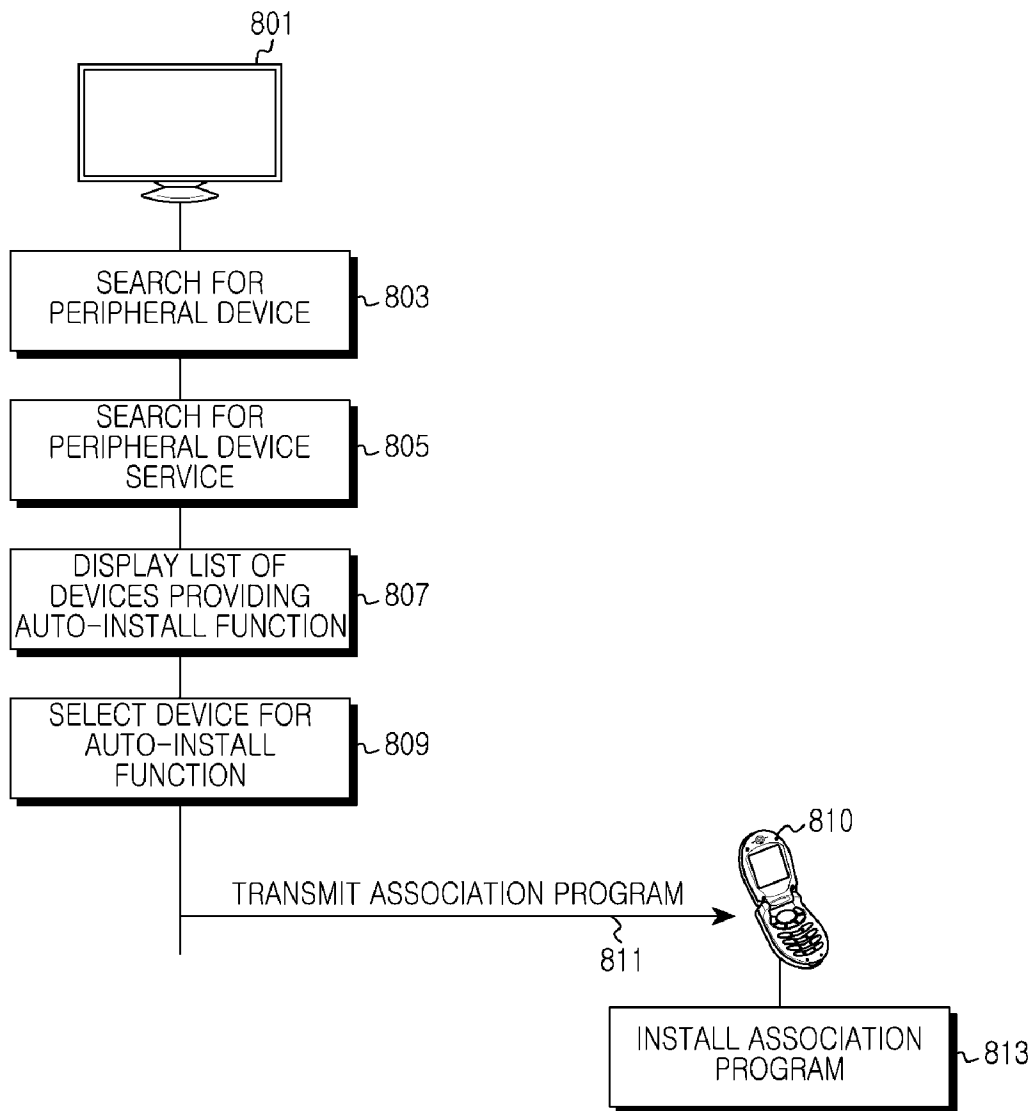 801
SEARCH FOR
PERIPHERAL DEVICE
803
SEARCH FOR
PERIPHERAL DEVICE
SERVICE
805
DISPLAY LIST OF
DEVICES PROVIDING
AUTO-INSTALL FUNCTION
807
SELECT DEVICE FOR
AUTO-INSTALL
FUNCTION
809
810
TRANSMIT ASSOCIATION PROGRAM
811
INSTALL ASSOCIATION
PROGRAM
813